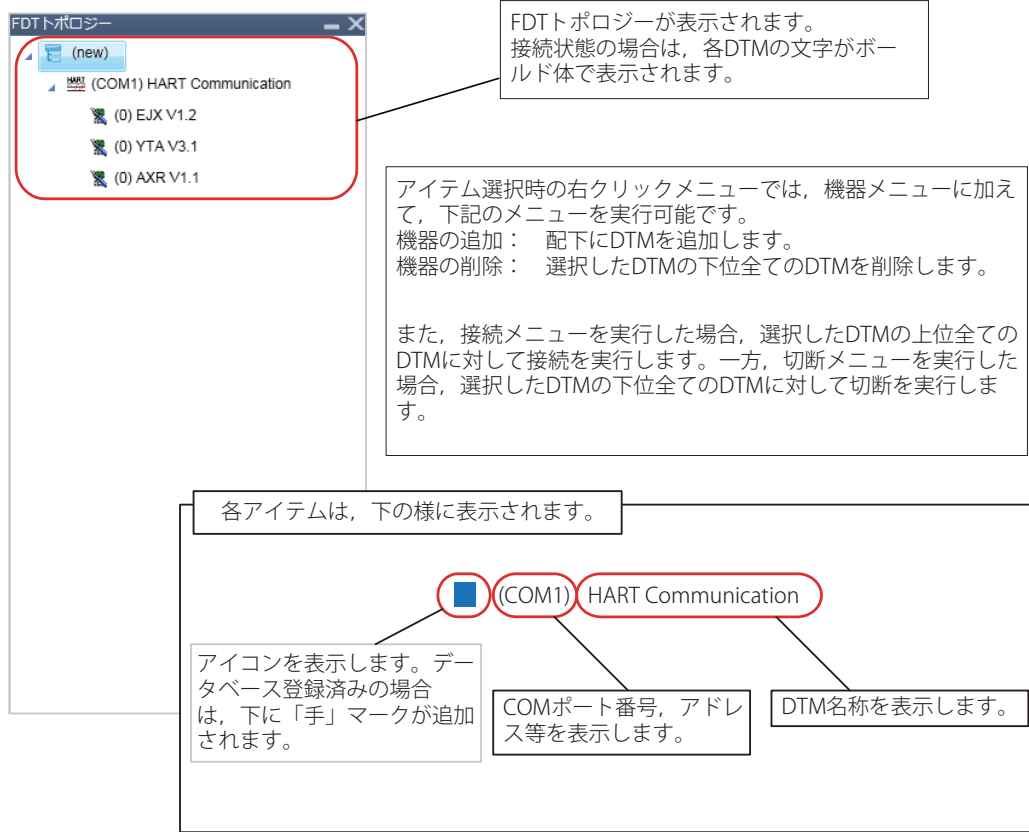 FDTトポロジー
(new)
(COM1) HART Communication
(0) EJX V1.2
(0) YTA V3.1
(0) AXR V1.1
FDTトポロジーが表示されます。
接続状態の場合は，各DTMの文字がボー
ルド体で表示されます。
アイテム選択時の右クリックメニューでは，機器メニューに加え
て，下記のメニューを実行可能です。
機器の追加：　配下にDTMを追加します。
機器の削除：　選択したDTMの下位全てのDTMを削除します。
また，接続メニューを実行した場合，選択したDTMの上位全ての
DTMに対して接続を実行します。一方，切断メニューを実行した
場合，選択したDTMの下位全てのDTMに対して切断を実行しま
す。
各アイテムは，下の様に表示されます。
(COM1) HART Communication
アイコンを表示します。デー
タベース登録済みの場合
は，下に「手」マークが追加
されます。
COMポート番号，アドレ
ス等を表示します。
DTM名称を表示します。